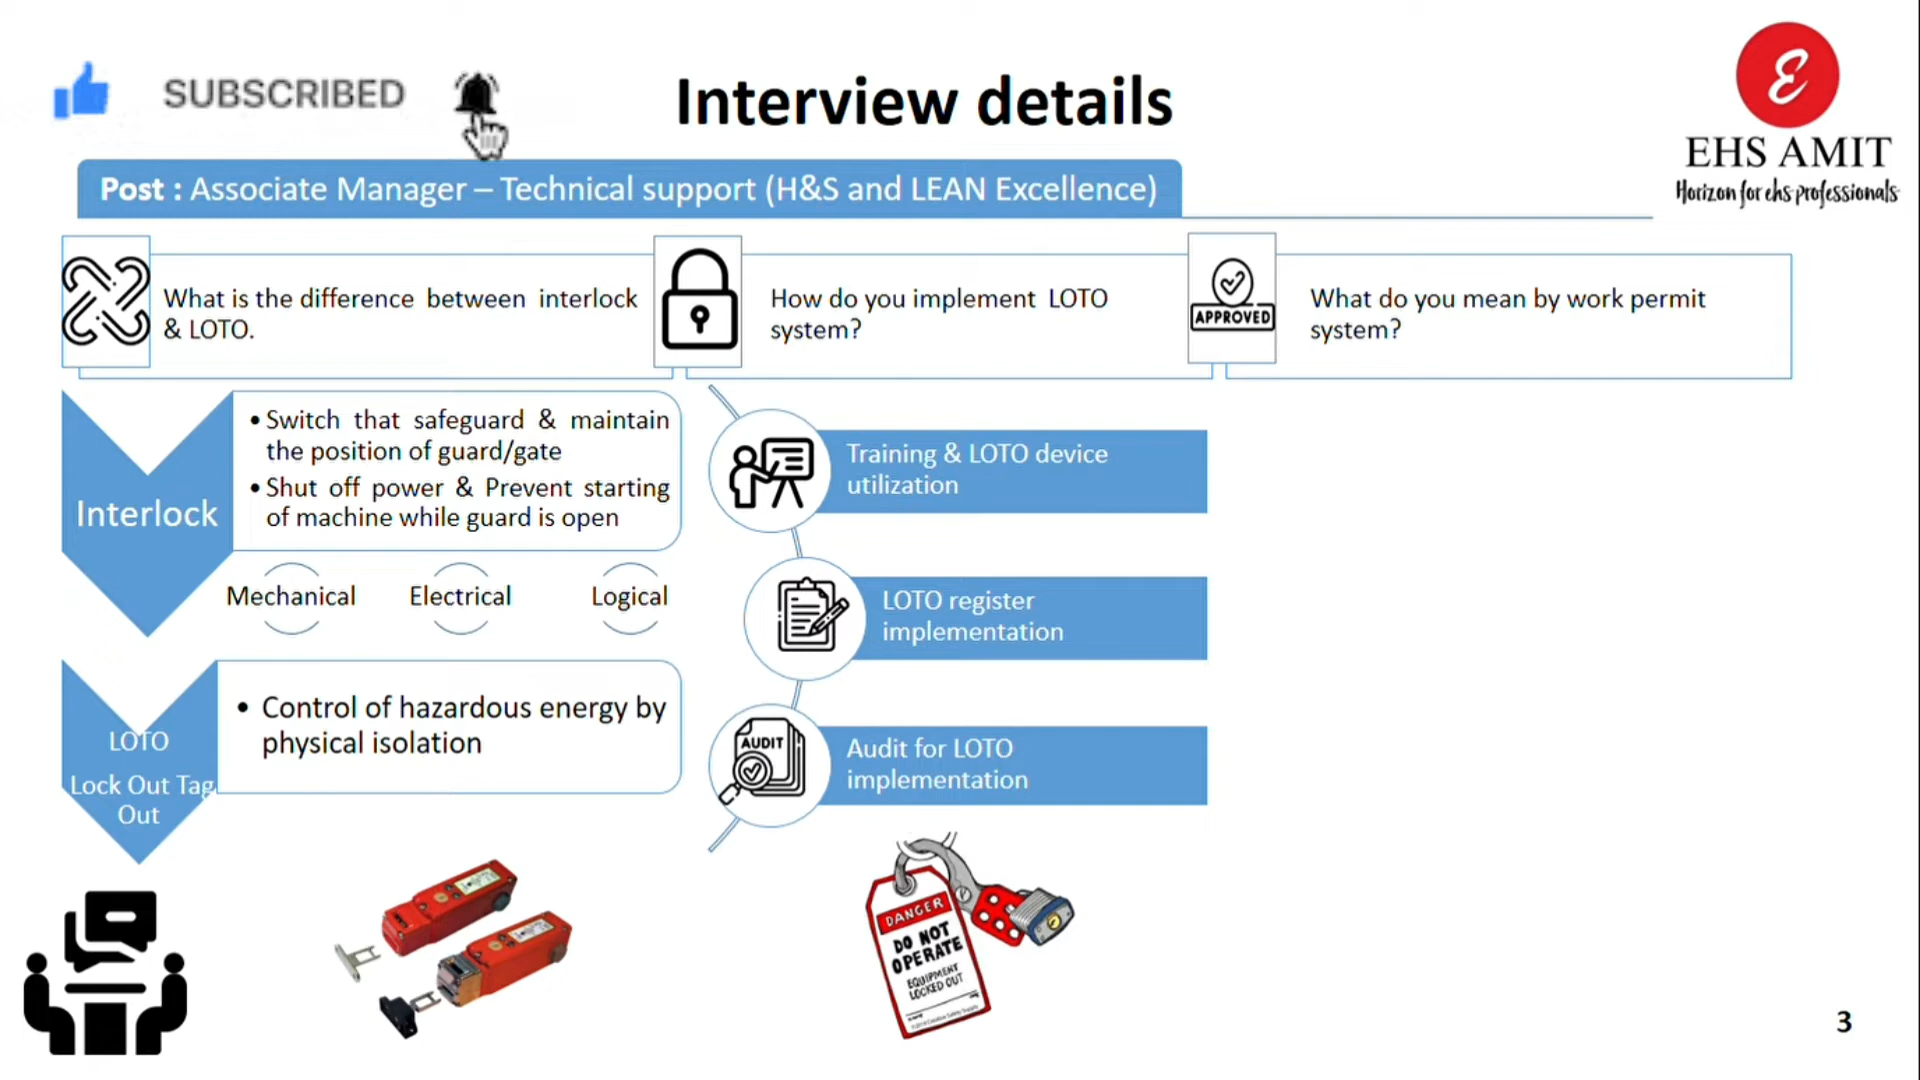 SUBSCRIBED
Interview details
EHS AMIT
Horizon for ehs professionals
Post : Associate Manager – Technical support (H&S and LEAN Excellence)
What is the difference between interlock
& LOTO.
How do you implement LOTO
system?
APPROVED
What do you mean by work permit
system?
Interlock
• Switch that safeguard & maintain
the position of guard/gate
• Shut off power & Prevent starting
of machine while guard is open
Mechanical
Electrical
Logical
LOTO
Lock Out Tag
Out
• Control of hazardous energy by
physical isolation
Training & LOTO device
utilization
LOTO register
implementation
AUDIT
Audit for LOTO
implementation
DANGER
DO NOT
OPERATE
EQUIPMENT
LOCKED OUT
3